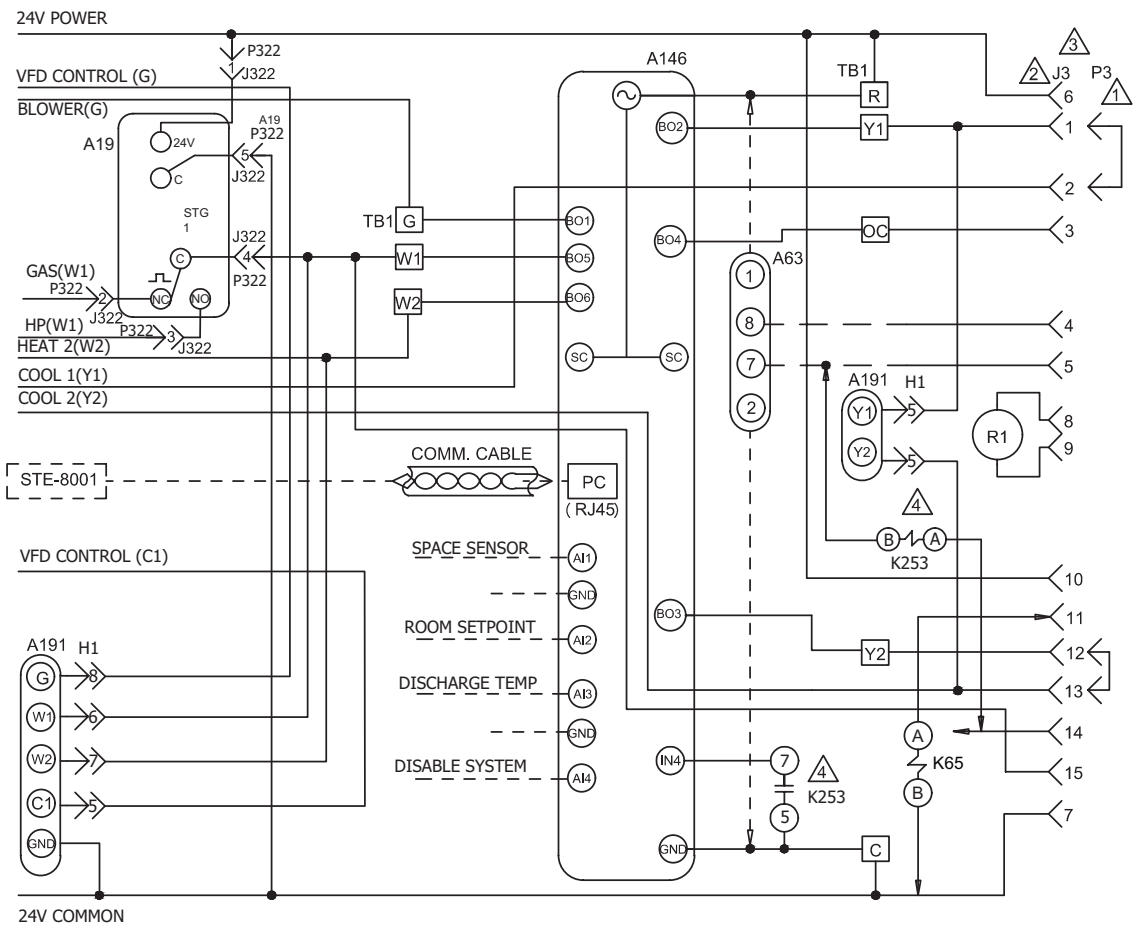 24V POWER
P322
1
J322
VFD CONTROL (G)
BLOWER(G)
A19
24V
C
A19
P322
5
J322
STG
1
C
J322
4
P322
NC
NO
GAS(W1)
P322
2
J322
HP(W1)
P322
3
J322
HEAT 2(W2)
COOL 1(Y1)
COOL 2(Y2)
TB1
G
W1
W2
A146
BO1
BO5
BO6
SC
SC
BO2
BO4
TB1
R
Y1
OC
A63
1
8
7
2
3
2
J3
P3
1
6
1
2
3
4
5
A191
H1
Y1
5
Y2
5
R1
8
9
STE-8001
COMM. CABLE
PC
( RJ45)
4
B
A
K253
VFD CONTROL (C1)
SPACE SENSOR
AI1
GND
ROOM SETPOINT
AI2
DISCHARGE TEMP
AI3
GND
DISABLE SYSTEM
AI4
BO3
Y2
10
11
12
13
14
15
7
A191
H1
G
8
W1
6
W2
7
C1
5
GND
IN4
7
4
K253
5
GND
C
A
K65
B
24V COMMON